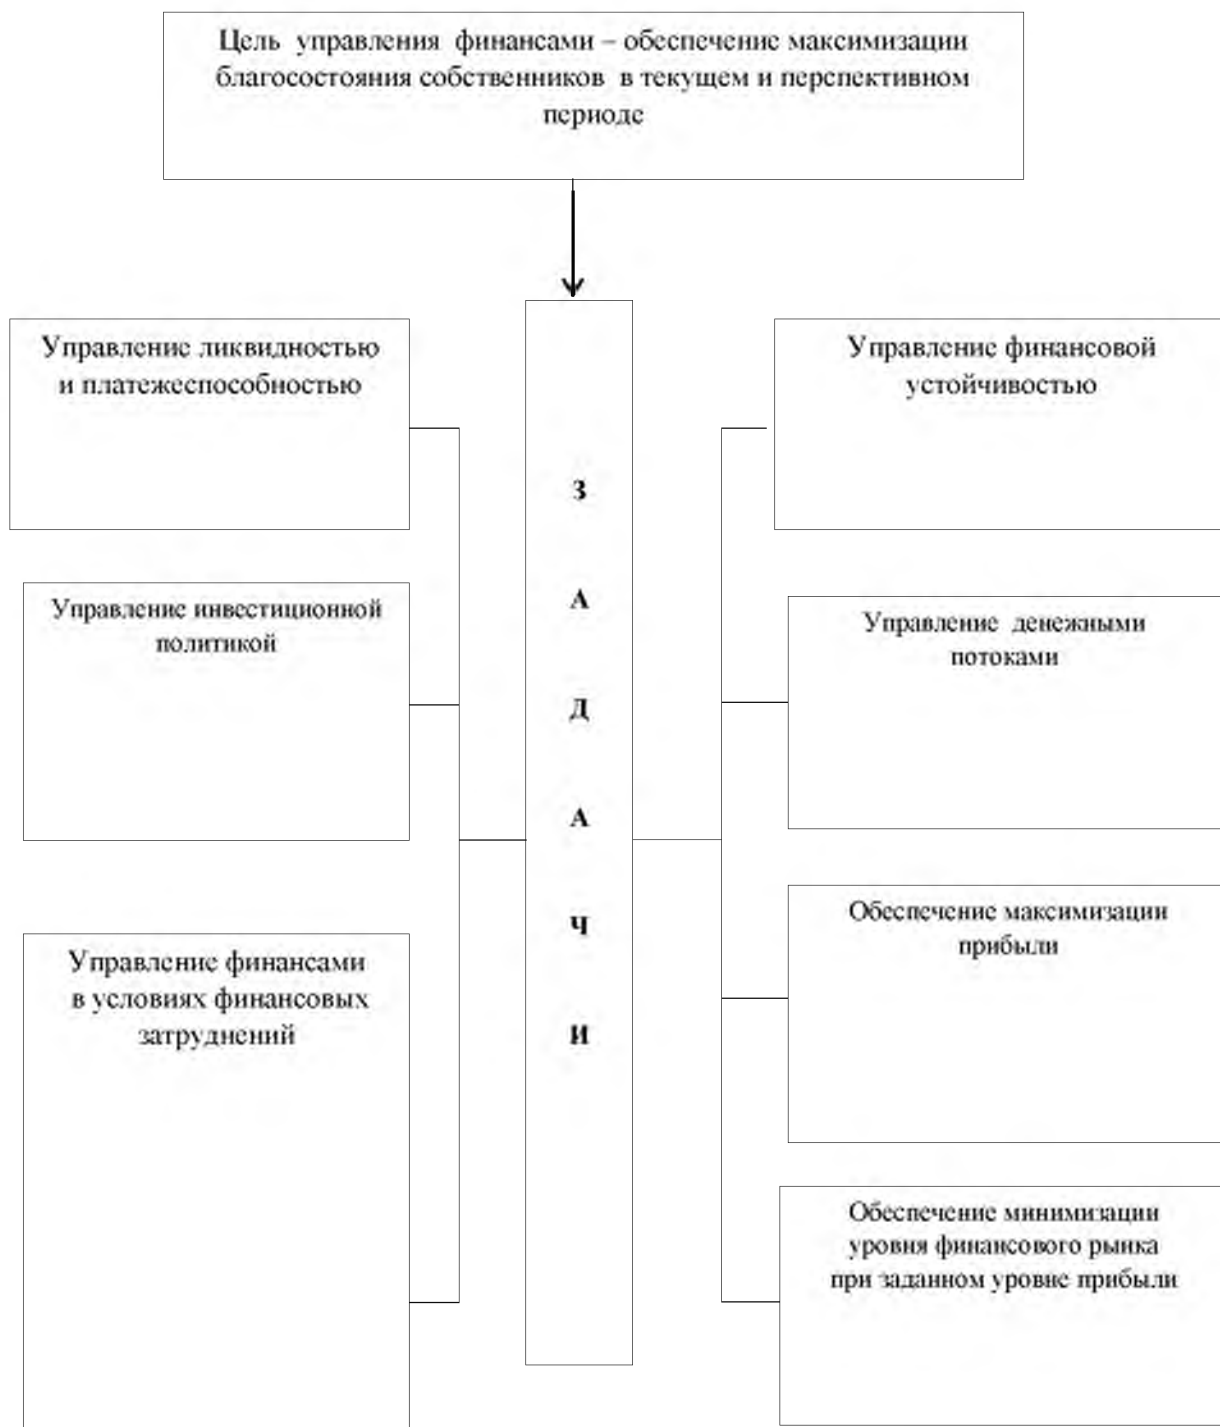 Цель управления финансами – обеспечение максимизации
благосостояния собственников в текущем и перспективном
периоде
Управление ликвидностью
и платежеспособностью
Управление инвестиционной
политикой
Управление финансами
в условиях финансовых
затруднений
З
А
Д
А
Ч
И
Управление финансовой
устойчивостью
Управление денежными
потоками
Обеспечение максимизации
прибыли
Обеспечение минимизации
уровня финансового рынка
при заданном уровне прибыли